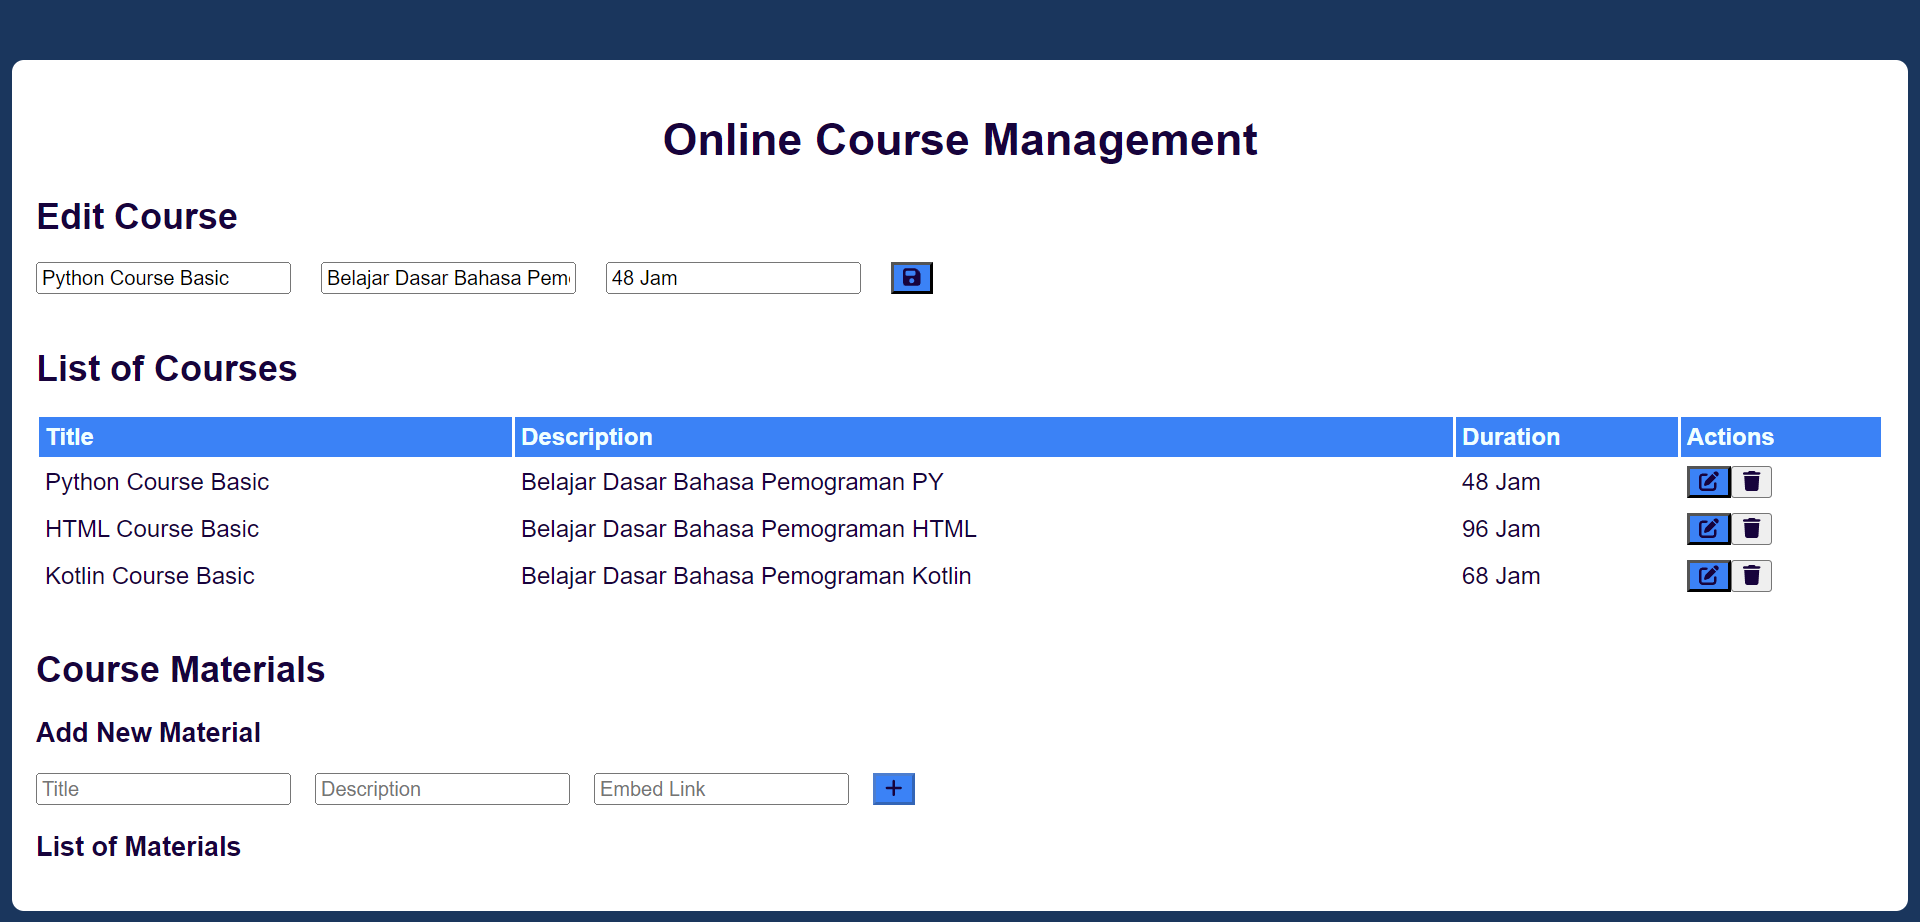 Online Course Management
Edit Course
Python Course Basic Belajar Dasar Bahasa Pem 48 Jam
List of Courses
Title Description Duration Actions
Python Course Basic Belajar Dasar Bahasa Pemograman PY 48 Jam
HTML Course Basic Belajar Dasar Bahasa Pemograman HTML 96 Jam
Kotlin Course Basic Belajar Dasar Bahasa Pemograman Kotlin 68 Jam
Course Materials
Add New Material
Title Description Embed Link
List of Materials